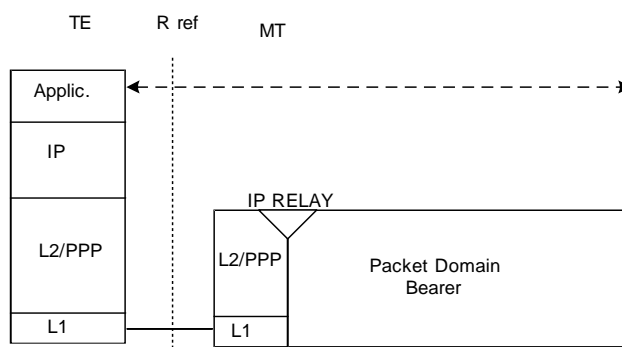 TE
R ref
MT
Applic.
IP
IP RELAY
L2/PPP
L2/PPP
Packet Domain
Bearer
L1
L1